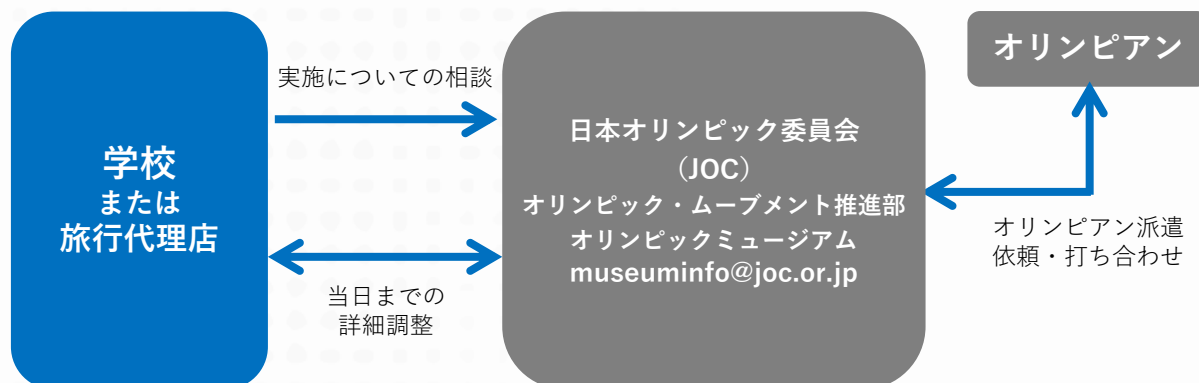 学校
または
旅行代理店
実施についての相談
当日までの
詳細調整
日本オリンピック委員会
（JOC）
オリンピック・ムーブメント推進部
オリンピックミュージアム
museuminfo@joc.or.jp
オリンピアン
オリンピアン派遣
依頼・打ち合わせ